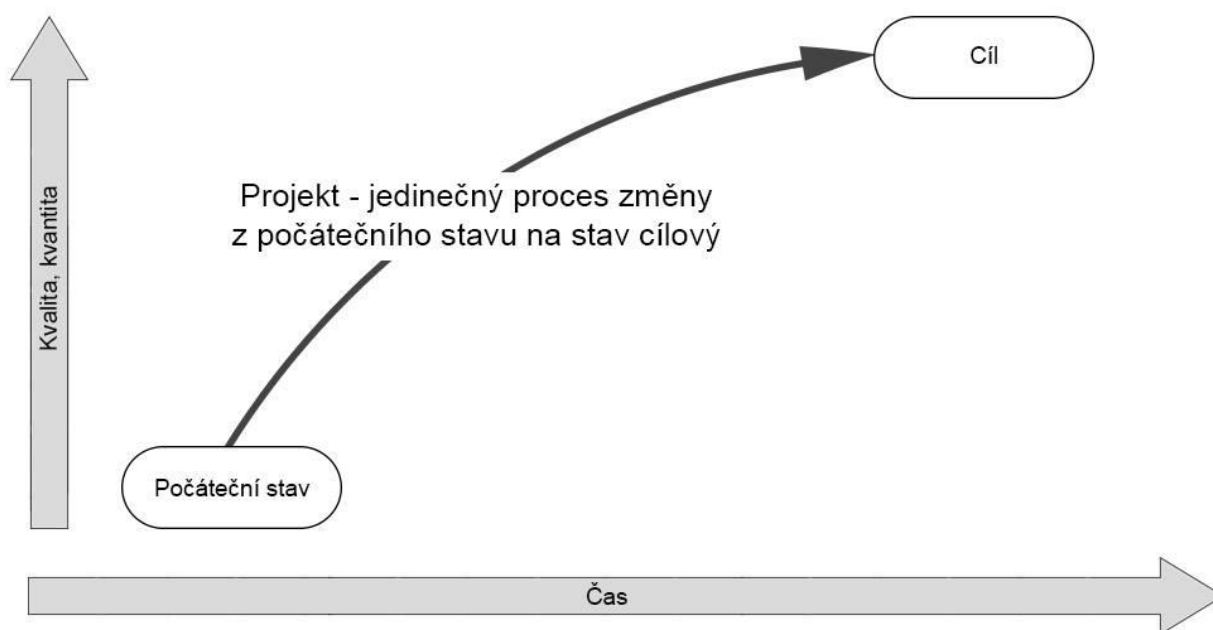 Cíl
Projekt - jedinečný proces změny
z počátečního stavu na stav cílový
Kvalita, kvantita
Počáteční stav
Čas